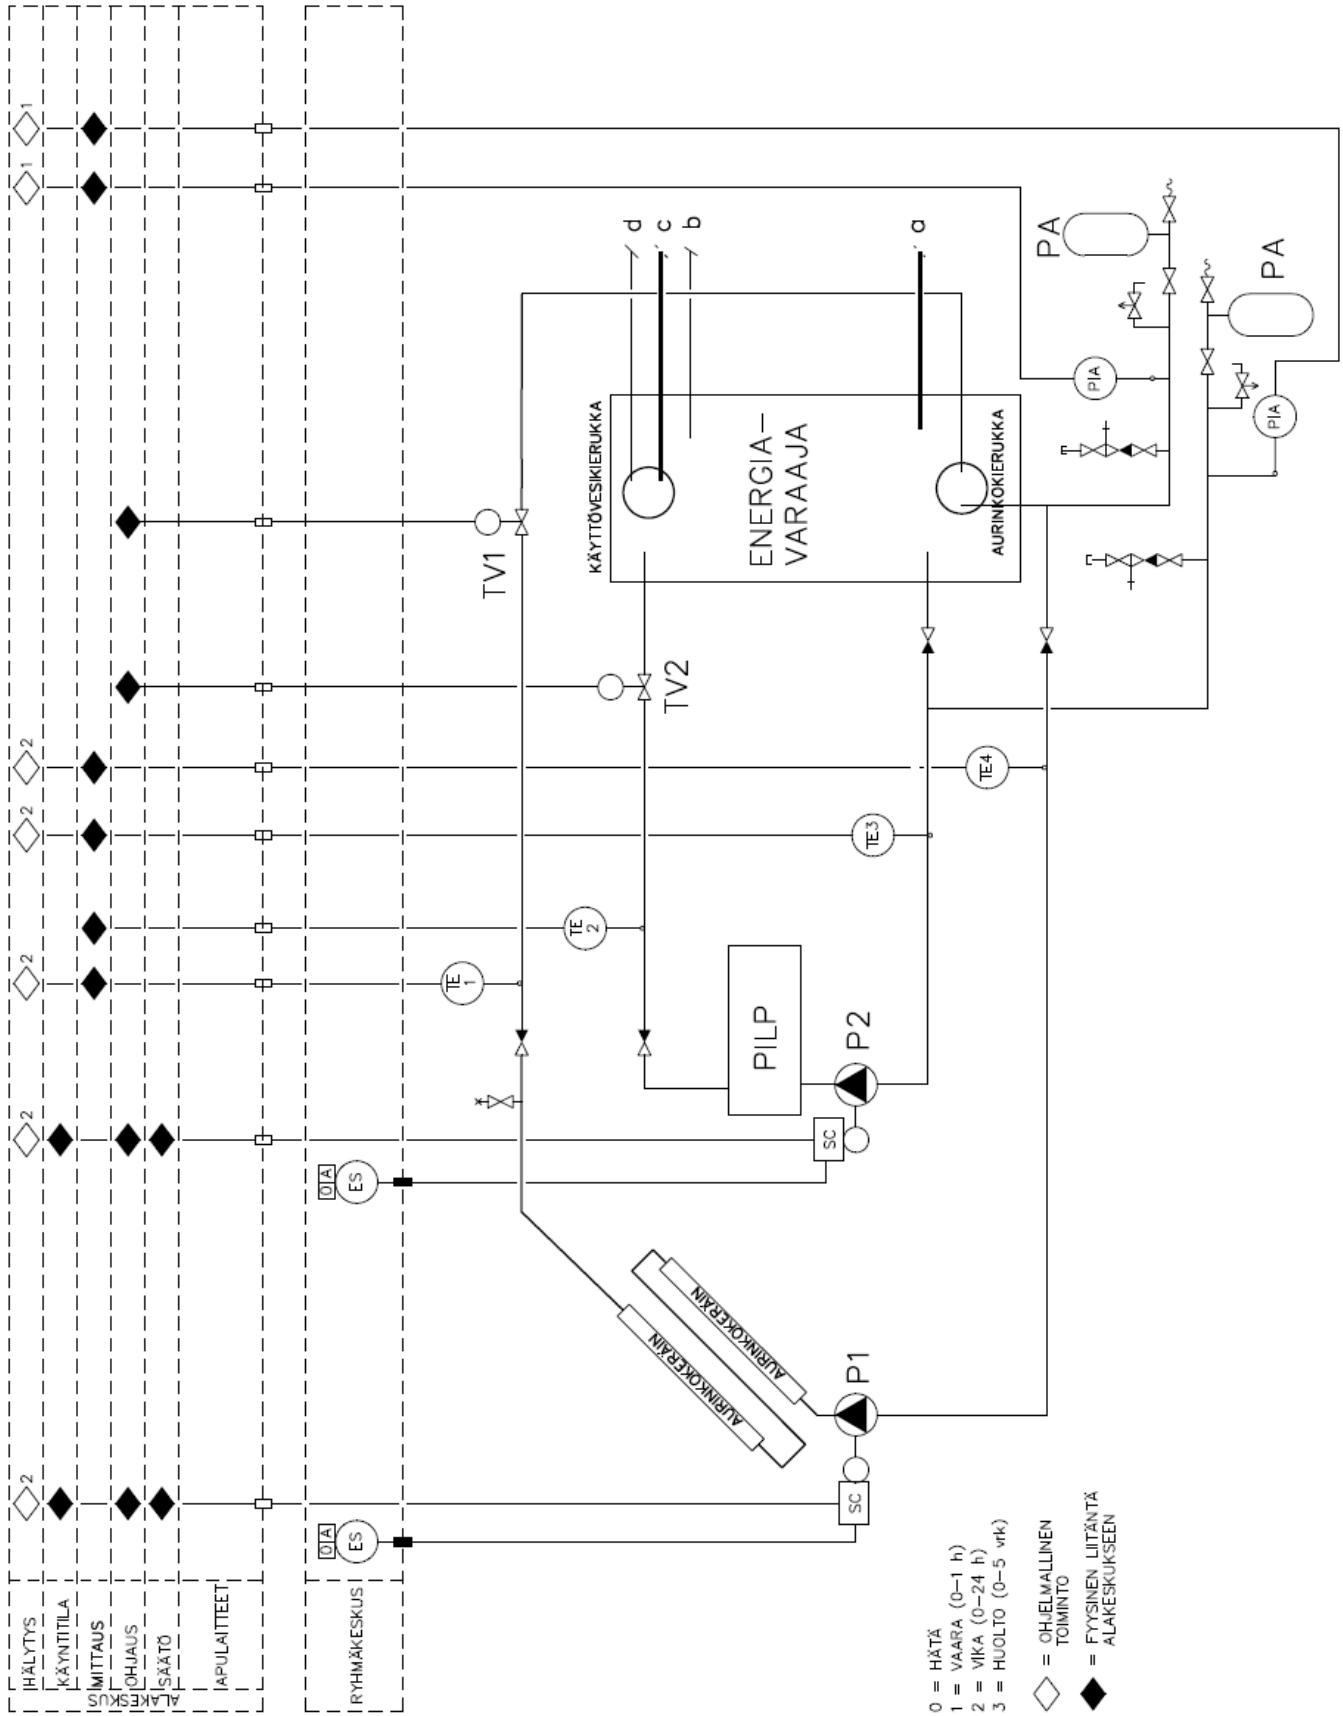 ALAKESKUS
HÄLYTYS
KÄYNTITILA
MITTAUS
OHJAUS
SÄÄTÖ
APULAITTEET
RYHMÄKESKUS
2
2
2
2
2
1
1
O A
ES
O A
ES
TE
1
TE
2
TE3
TE4
TV1
TV2
SC
P1
SC
P2
AURINKOKERÄIN
AURINKOKERÄIN
PILP
KÄYTTÖVESIKIERUKKA
ENERGIA–
VARAAJA
AURINKOKIERUKKA
d
c
b
a
PIA
PIA
PA
PA
0 = HÄTÄ
1 = VAARA (0–1 h)
2 = VIKA (0–24 h)
3 = HUOLTO (0–5 vrk)
= OHJELMALLINEN
TOIMINTO
= FYYSINEN LIITÄNTÄ
ALAKESKUKSEEN